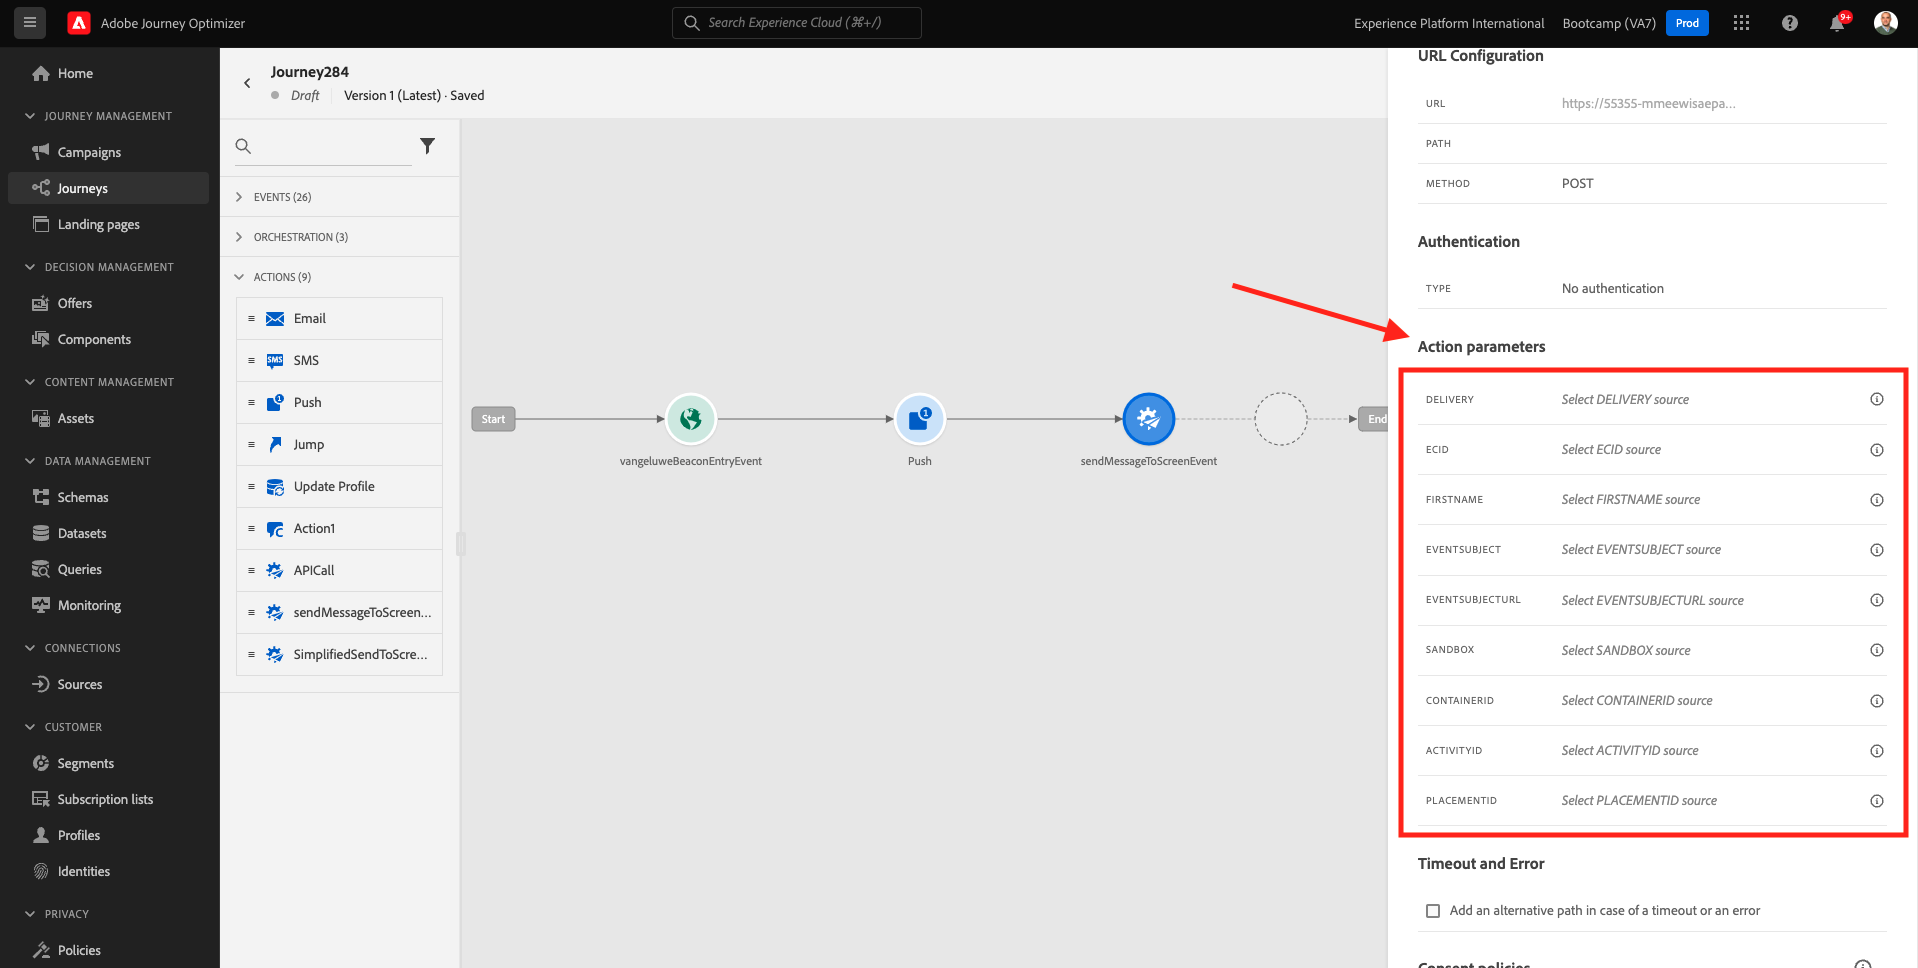 Adobe Journey Optimizer
Search Experience Cloud (⌘+/)
Experience Platform International
Bootcamp (VA7)
Prod
9+
Home
JOURNEY MANAGEMENT
Campaigns
Journeys
Landing pages
DECISION MANAGEMENT
Offers
Components
CONTENT MANAGEMENT
Assets
DATA MANAGEMENT
Schemas
Datasets
Queries
Monitoring
CONNECTIONS
Sources
CUSTOMER
Segments
Subscription lists
Profiles
Identities
PRIVACY
Policies
Journey284
Draft
Version 1 (Latest) · Saved
EVENTS (26)
ORCHESTRATION (3)
ACTIONS (9)
Email
SMS
SMS
1
Push
Jump
Update Profile
Action1
APICall
sendMessageToScreen...
SimplifiedSendToScre...
Start
vangeluweBeaconEntryEvent
1
Push
sendMessageToScreenEvent
End
URL Configuration
URL https://55355-mmeewisaepa...
PATH
METHOD POST
Authentication
TYPE No authentication
Action parameters
DELIVERY Select DELIVERY source
ECID Select ECID source
FIRSTNAME Select FIRSTNAME source
EVENTSUBJECT Select EVENTSUBJECT source
EVENTSUBJECTURL Select EVENTSUBJECTURL source
SANDBOX Select SANDBOX source
CONTAINERID Select CONTAINERID source
ACTIVITYID Select ACTIVITYID source
PLACEMENTID Select PLACEMENTID source
Timeout and Error
Add an alternative path in case of a timeout or an error
Consent policies